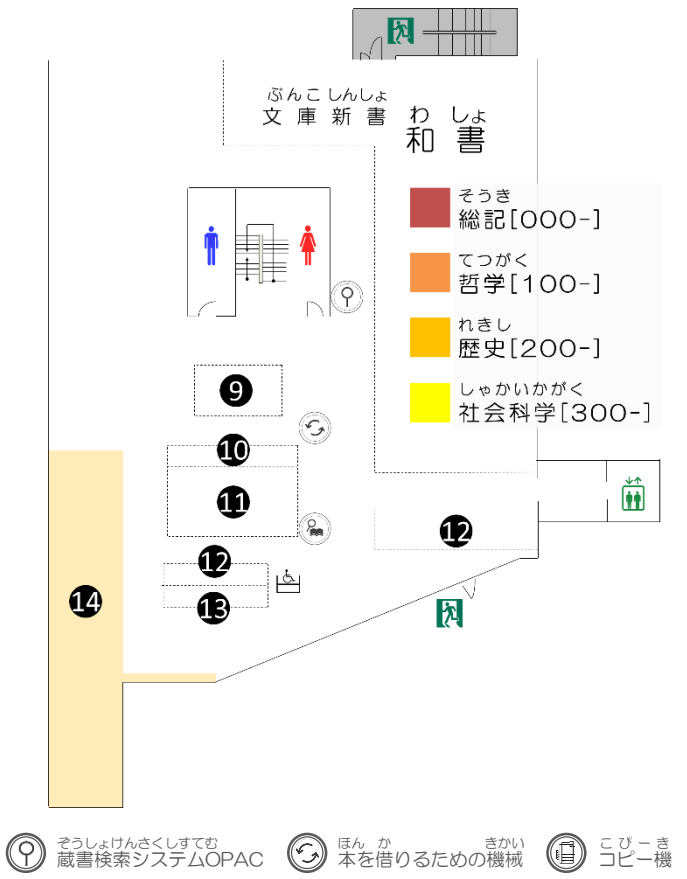 ぶんこしんしょ
文庫新書
わしょ
和書
そうき
総記[000-]
てつがく
哲学[100-]
れきし
歴史[200-]
しゃかいかがく
社会科学[300-]
9
10
11
12
12
13
14
ぞうしょけんさくしすてむ
蔵書検索システムOPAC
ほん か きかい
本を借りるための機械
こぴーき
コピー機